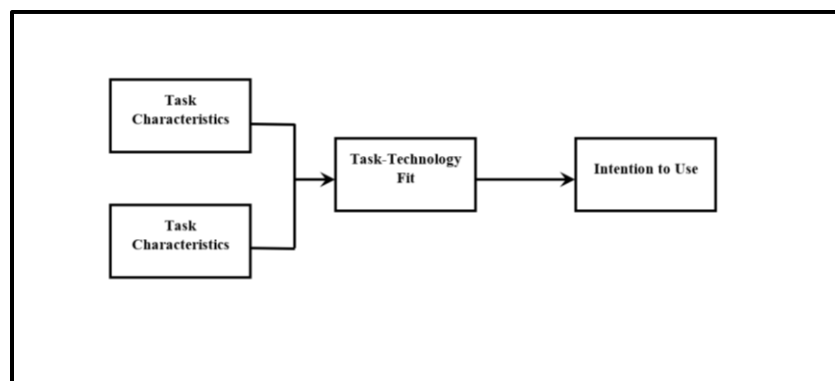 Task
Characteristics
Task
Characteristics
Task-Technology
Fit
Intention to Use